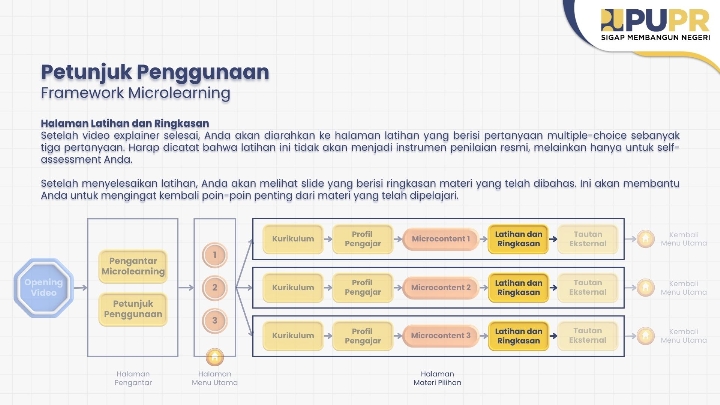 PUPR
SIGAP MEMBANGUN NEGERI
Petunjuk Penggunaan
Framework Microlearning
Halaman Latihan dan Ringkasan
Setelah video explainer selesai, Anda akan diarahkan ke halaman latihan yang berisi pertanyaan multiple-choice sebanyak
tiga pertanyaan. Harap dicatat bahwa latihan ini tidak akan menjadi instrumen penilaian resmi, melainkan hanya untuk self-
assessment Anda.
Setelah menyelesaikan latihan, Anda akan melihat slide yang berisi ringkasan materi yang telah dibahas. Ini akan membantu
Anda untuk mengingat kembali poin-poin penting dari materi yang telah dipelajari.
Opening
Video
Pengantar
Microlearning
Petunjuk
Penggunaan
Halaman
Pengantar
1
2
3
Halaman
Menu Utama
Kurikulum
Profil
Pengajar
Microcontent 1
Latihan dan
Ringkasan
Tautan
Eksternal
Kembali
Menu Utama
Kurikulum
Profil
Pengajar
Microcontent 2
Latihan dan
Ringkasan
Tautan
Eksternal
Kembali
Menu Utama
Kurikulum
Profil
Pengajar
Microcontent 3
Latihan dan
Ringkasan
Tautan
Eksternal
Kembali
Menu Utama
Halaman
Materi Pilihan